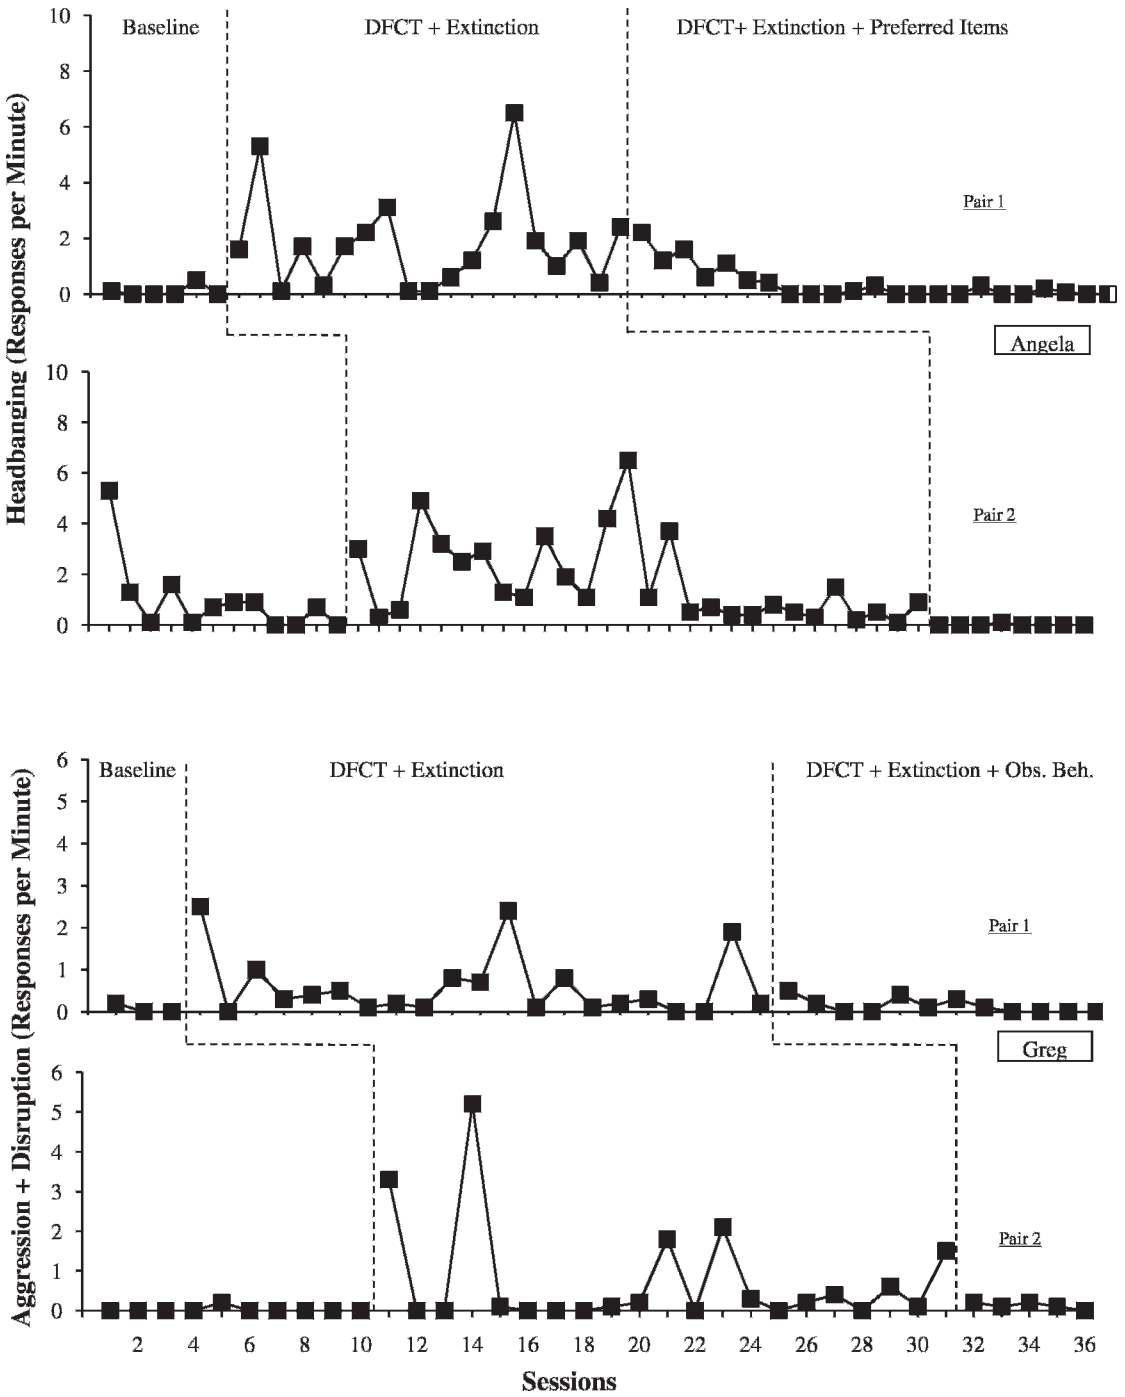 10
Baseline
DFCT + Extinction
DFCT+ Extinction + Preferred Items
8
6
4
2
0
Pair 1
Angela
Headbanging (Responses per Minute)
10
8
6
4
2
0
Pair 2
6
Baseline
DFCT + Extinction
DFCT + Extinction + Obs. Beh.
5
4
3
2
1
0
Pair 1
Greg
Aggression + Disruption (Responses per Minute)
6
5
4
3
2
1
0
Pair 2
2 4 6 8 10 12 14 16 18 20 22 24 26 28 30 32 34 36
Sessions